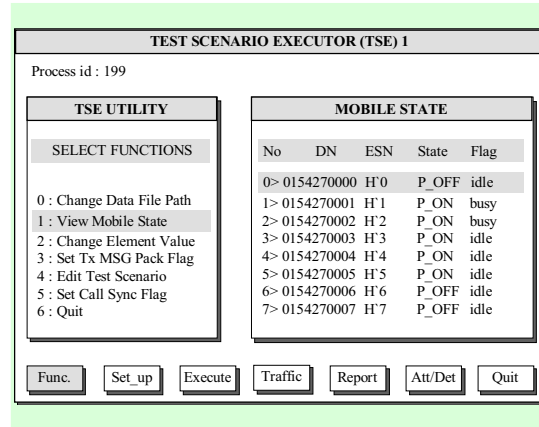 TEST SCENARIO EXECUTOR (TSE) 1
Process id : 199
TSE UTILITY
SELECT FUNCTIONS
0 : Change Data File Path
1 : View Mobile State
2 : Change Element Value
3 : Set Tx MSG Pack Flag
4 : Edit Test Scenario
5 : Set Call Sync Flag
6 : Quit
MOBILE STATE
No DN ESN State Flag
0> 0154270000 H`0 P_OFF idle
1> 0154270001 H`1 P_ON busy
2> 0154270002 H`2 P_ON busy
3> 0154270003 H`3 P_ON idle
4> 0154270004 H`4 P_ON idle
5> 0154270005 H`5 P_ON idle
6> 0154270006 H`6 P_OFF idle
7> 0154270007 H`7 P_OFF idle
Func. Set_up Execute Traffic Report Att/Det Quit